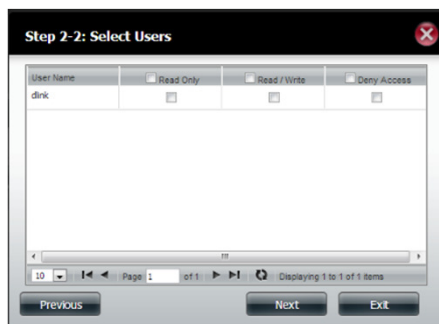 Step 2-2: Select Users
User Name Read Only Read / Write Deny Access
dlink
10 Page 1 of 1 Displaying 1 to 1 of 1 items
Previous Next Exit